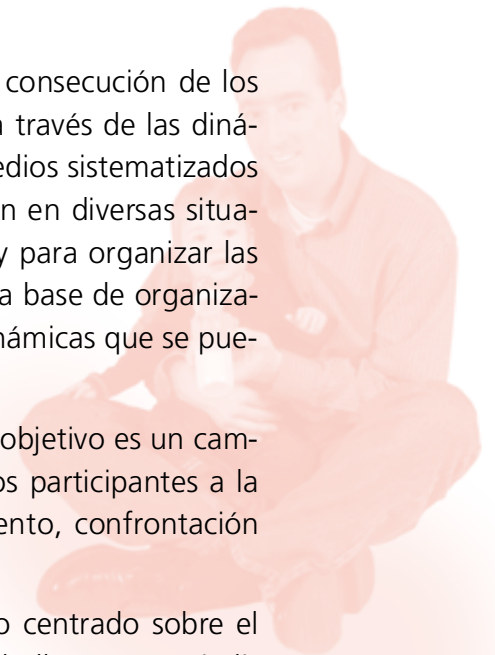 consecución de los
través de las diná-
edios sistematizados
n en diversas situa-
y para organizar las
a base de organiza-
námicas que se pue-
objetivo es un cam-
os participantes a la
ento, confrontación
o centrado sobre el